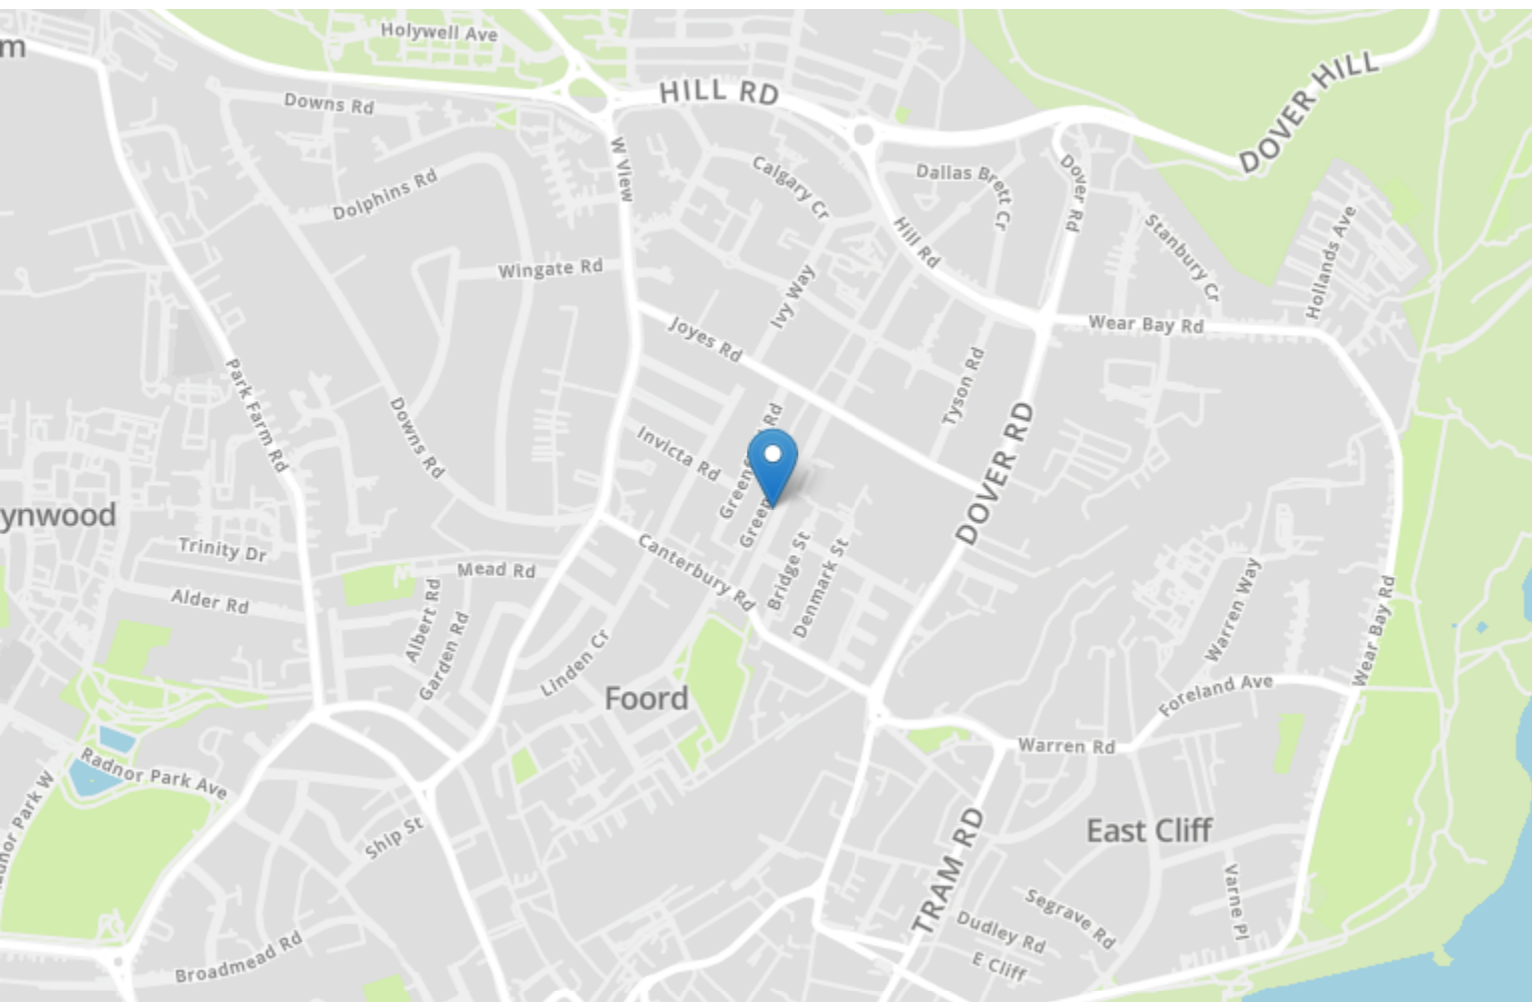 Holywell Ave
m
HILL RD
DOVER HILL
Downs Rd
W View
Calgary Cr
Dallas Brett Cr
Dover Rd
Dolphins Rd
Hill Rd
Stanbury Cr
Hollands Ave
Wingate Rd
Ivy Way
Joyes Rd
Wear Bay Rd
Park Farm Rd
Tyson Rd
Downs Rd
Invicta Rd
Rd
DOVER RD
ynwood
Trinity Dr
Mead Rd
Canterbury Rd
Bridge St
Denmark St
Alder Rd
Albert Rd
Garden Rd
Linden Cr
Warren Way
Wear Bay Rd
Foord
Foreland Ave
Warren Rd
Radnor Park Ave
nor Park W
Ship St
East Cliff
TRAM RD
Varne Pl
Segrave Rd
Dudley Rd
E Cliff
Broadmead Rd